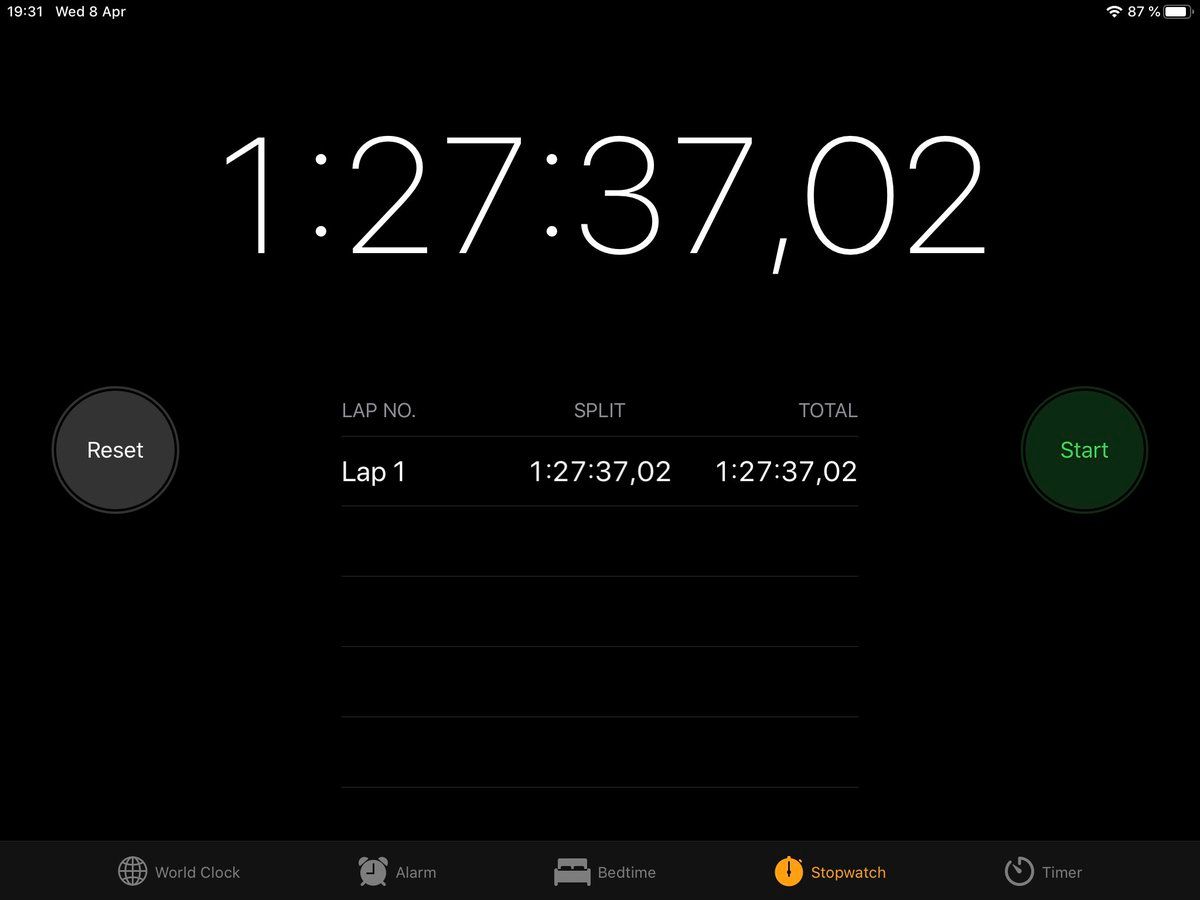 19:31 Wed 8 Apr 87 %
1:27:37,02
LAP NO. SPLIT TOTAL
Reset
Start
Lap 1 1:27:37,02 1:27:37,02
World Clock Alarm Bedtime Stopwatch Timer